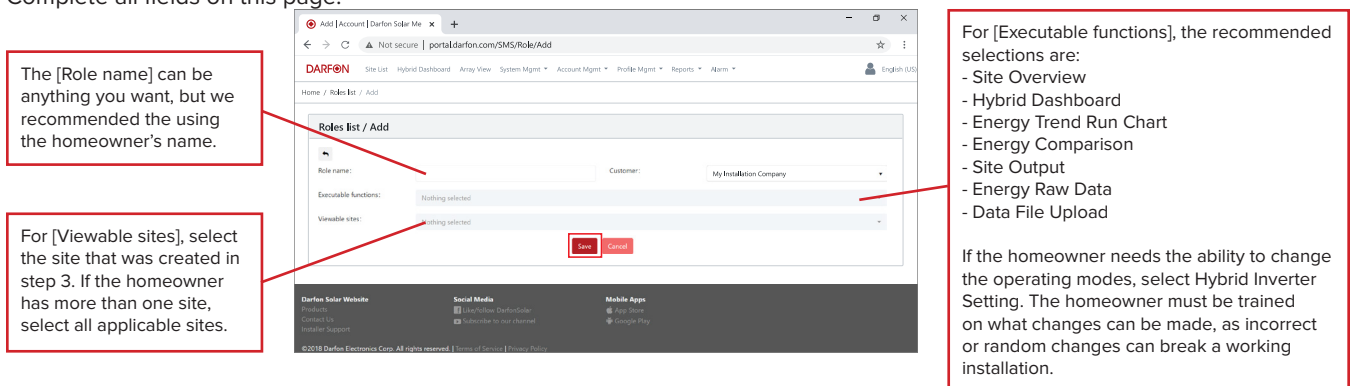 Complete all fields on this page.
The [Role name] can be
anything you want, but we
recommended the using
the homeowner's name.
For [Viewable sites], select
the site that was created in
step 3. If the homeowner
has more than one site,
select all applicable sites.
Add | Account | Darfon Solar Me
Not secure | portal.darfon.com/SMS/Role/Add
DARFON Site List Hybrid Dashboard Array View System Mgmt Account Mgmt Profile Mgmt Reports Alarm English (US)
Home / Roles list / Add
Roles list / Add
Role name: Customer: My Installation Company
Executable functions: Nothing selected
Viewable sites: Nothing selected
Save Cancel
Darfon Solar Website Social Media Mobile Apps
Products Like/Follow DarfonSolar App Store
Contact Us Subscribe to our channel Google Play
Installer Support
©2018 Darfon Electronics Corp. All rights reserved. | Terms of Service | Privacy Policy
For [Executable functions], the recommended
selections are:
- Site Overview
- Hybrid Dashboard
- Energy Trend Run Chart
- Energy Comparison
- Site Output
- Energy Raw Data
- Data File Upload
If the homeowner needs the ability to change
the operating modes, select Hybrid Inverter
Setting. The homeowner must be trained
on what changes can be made, as incorrect
or random changes can break a working
installation.